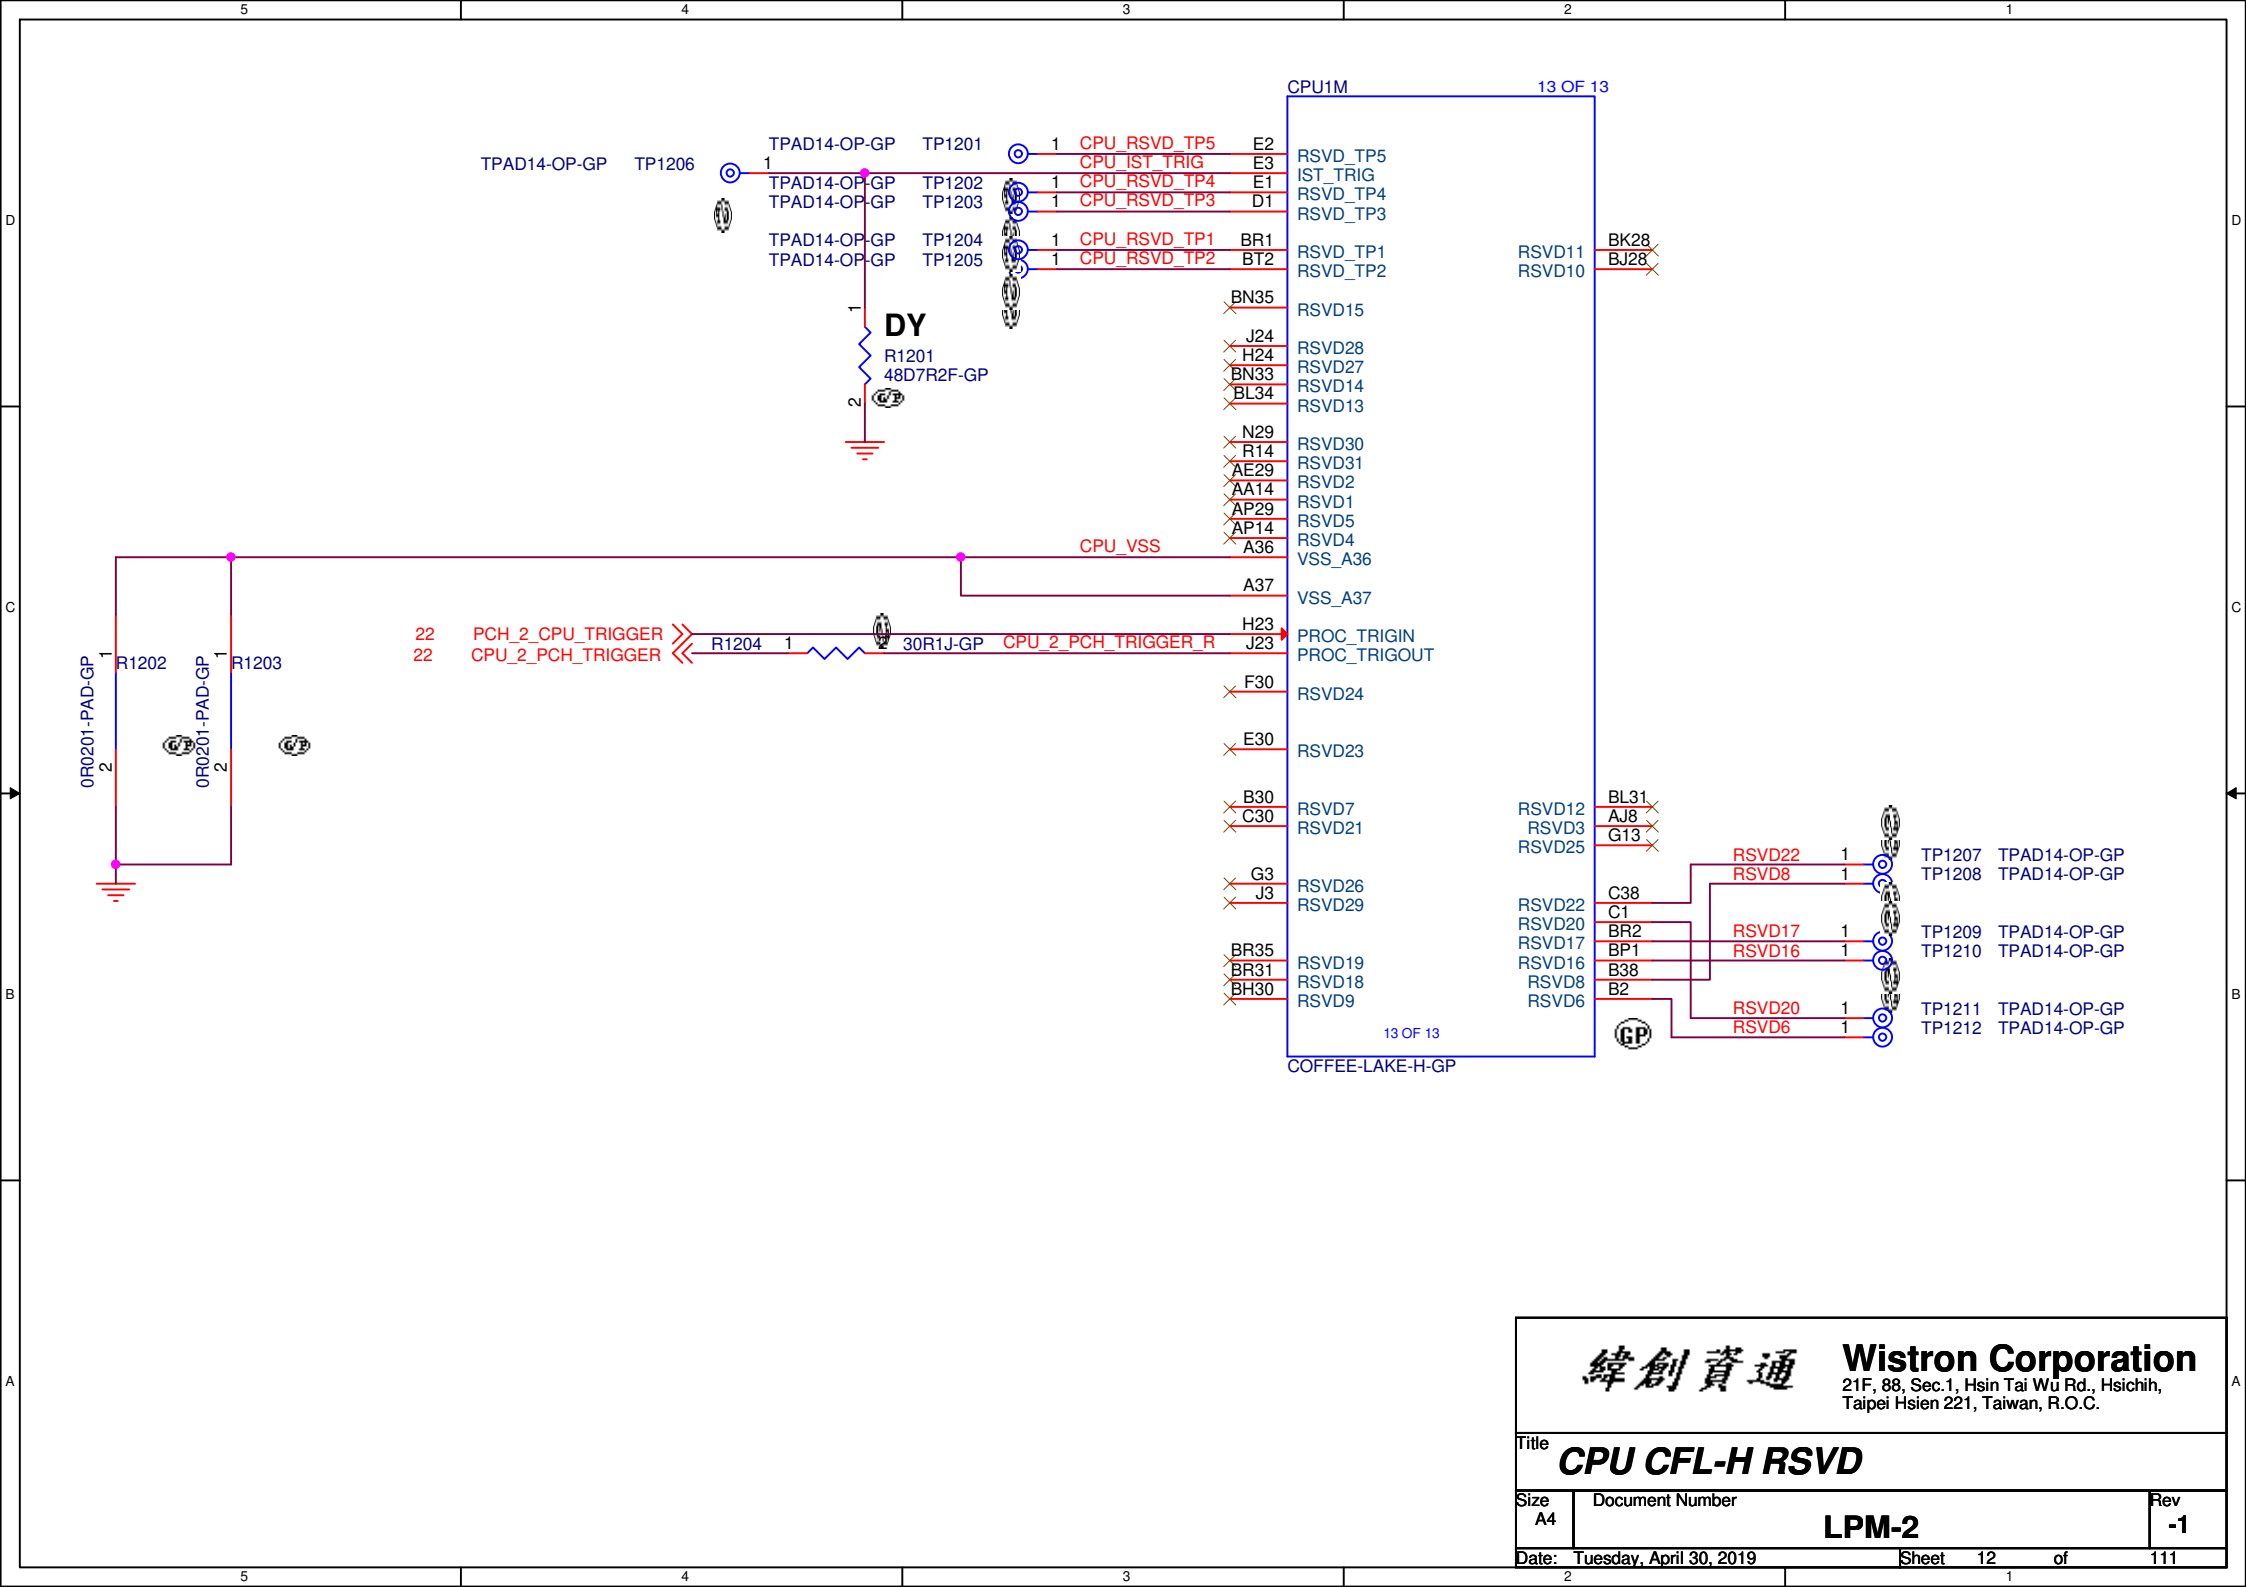 5 4 3 2 1
CPU1M 13 OF 13
TPAD14-OP-GP TP1201 1 CPU_RSVD_TP5 E2 RSVD_TP5
TPAD14-OP-GP TP1206 1 CPU_IST_TRIG E3 IST_TRIG
TPAD14-OP-GP TP1202 1 CPU_RSVD_TP4 E1 RSVD_TP4
TPAD14-OP-GP TP1203 1 CPU_RSVD_TP3 D1 RSVD_TP3
D D
TPAD14-OP-GP TP1204 1 CPU_RSVD_TP1 BR1 RSVD_TP1 RSVD11 BK28
TPAD14-OP-GP TP1205 1 CPU_RSVD_TP2 BT2 RSVD_TP2 RSVD10 BJ28
BN35 RSVD15
1
DY
R1201
48D7R2F-GP
2 G/P
J24 RSVD28
H24 RSVD27
BN33 RSVD14
BL34 RSVD13
N29 RSVD30
R14 RSVD31
AE29 RSVD2
AA14 RSVD1
AP29 RSVD5
AP14 RSVD4
CPU_VSS A36 VSS_A36
A37 VSS_A37
C C
22 PCH_2_CPU_TRIGGER H23 PROC_TRIGIN
22 CPU_2_PCH_TRIGGER R1204 1 2 30R1J-GP CPU_2_PCH_TRIGGER_R J23 PROC_TRIGOUT
1 R1202 1 R1203
0R0201-PAD-GP 0R0201-PAD-GP
G/P G/P
2 2
F30 RSVD24
E30 RSVD23
B30 RSVD7 RSVD12 BL31
C30 RSVD21 RSVD3 AJ8
RSVD25 G13
G3 RSVD26
J3 RSVD29
RSVD22 1 TP1207 TPAD14-OP-GP
RSVD8 1 TP1208 TPAD14-OP-GP
RSVD22 C38
RSVD20 C1
BR35 RSVD19 RSVD17 BR2 RSVD17 1 TP1209 TPAD14-OP-GP
BR31 RSVD18 RSVD16 BP1 RSVD16 1 TP1210 TPAD14-OP-GP
BH30 RSVD9 RSVD8 B38
RSVD6 B2
B B
RSVD20 1 TP1211 TPAD14-OP-GP
RSVD6 1 TP1212 TPAD14-OP-GP
13 OF 13 GP
COFFEE-LAKE-H-GP
A A
緯創資通 Wistron Corporation
21F, 88, Sec.1, Hsin Tai Wu Rd., Hsichih,
Taipei Hsien 221, Taiwan, R.O.C.
Title CPU CFL-H RSVD
Size Document Number Rev
A4 LPM-2 -1
Date: Tuesday, April 30, 2019 Sheet 12 of 111
5 4 3 2 1